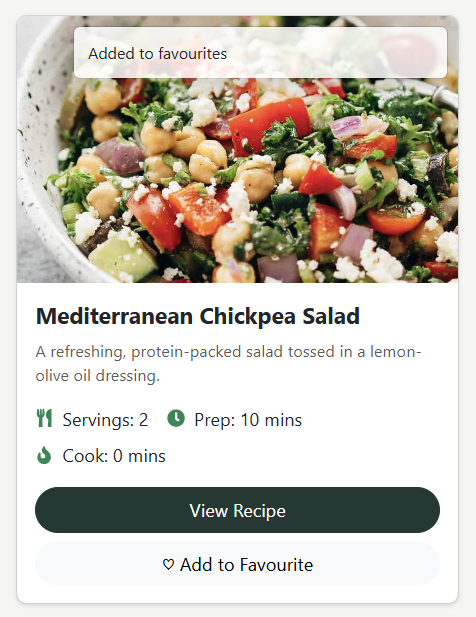 Added to favourites
Mediterranean Chickpea Salad
A refreshing, protein-packed salad tossed in a lemon-
olive oil dressing.
Servings: 2 Prep: 10 mins
Cook: 0 mins
View Recipe
♡ Add to Favourite